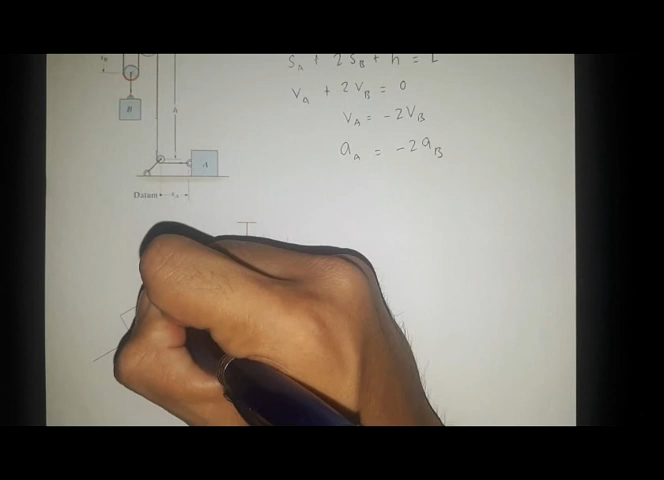 S_A + 2S_B + h = L
V_A + 2V_B = 0
V_A = -2V_B
a_A = -2a_B
B
h
A
Datum